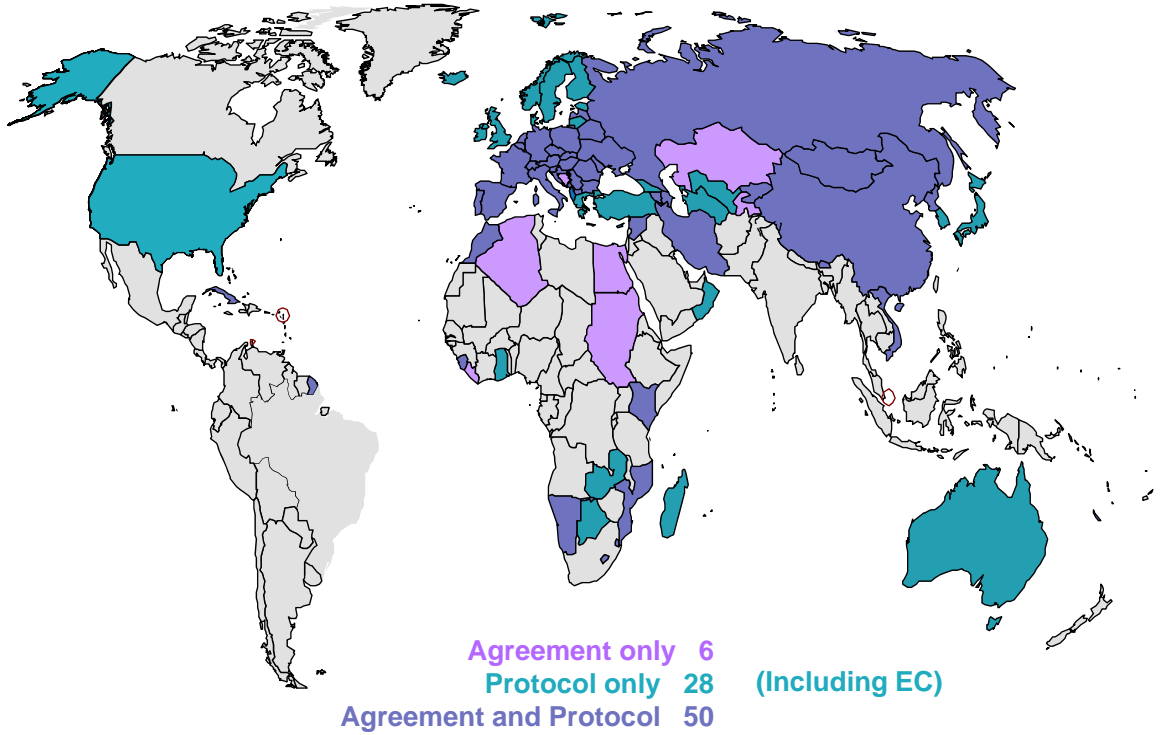 Agreement only 6
Protocol only 28 (Including EC)
Agreement and Protocol 50